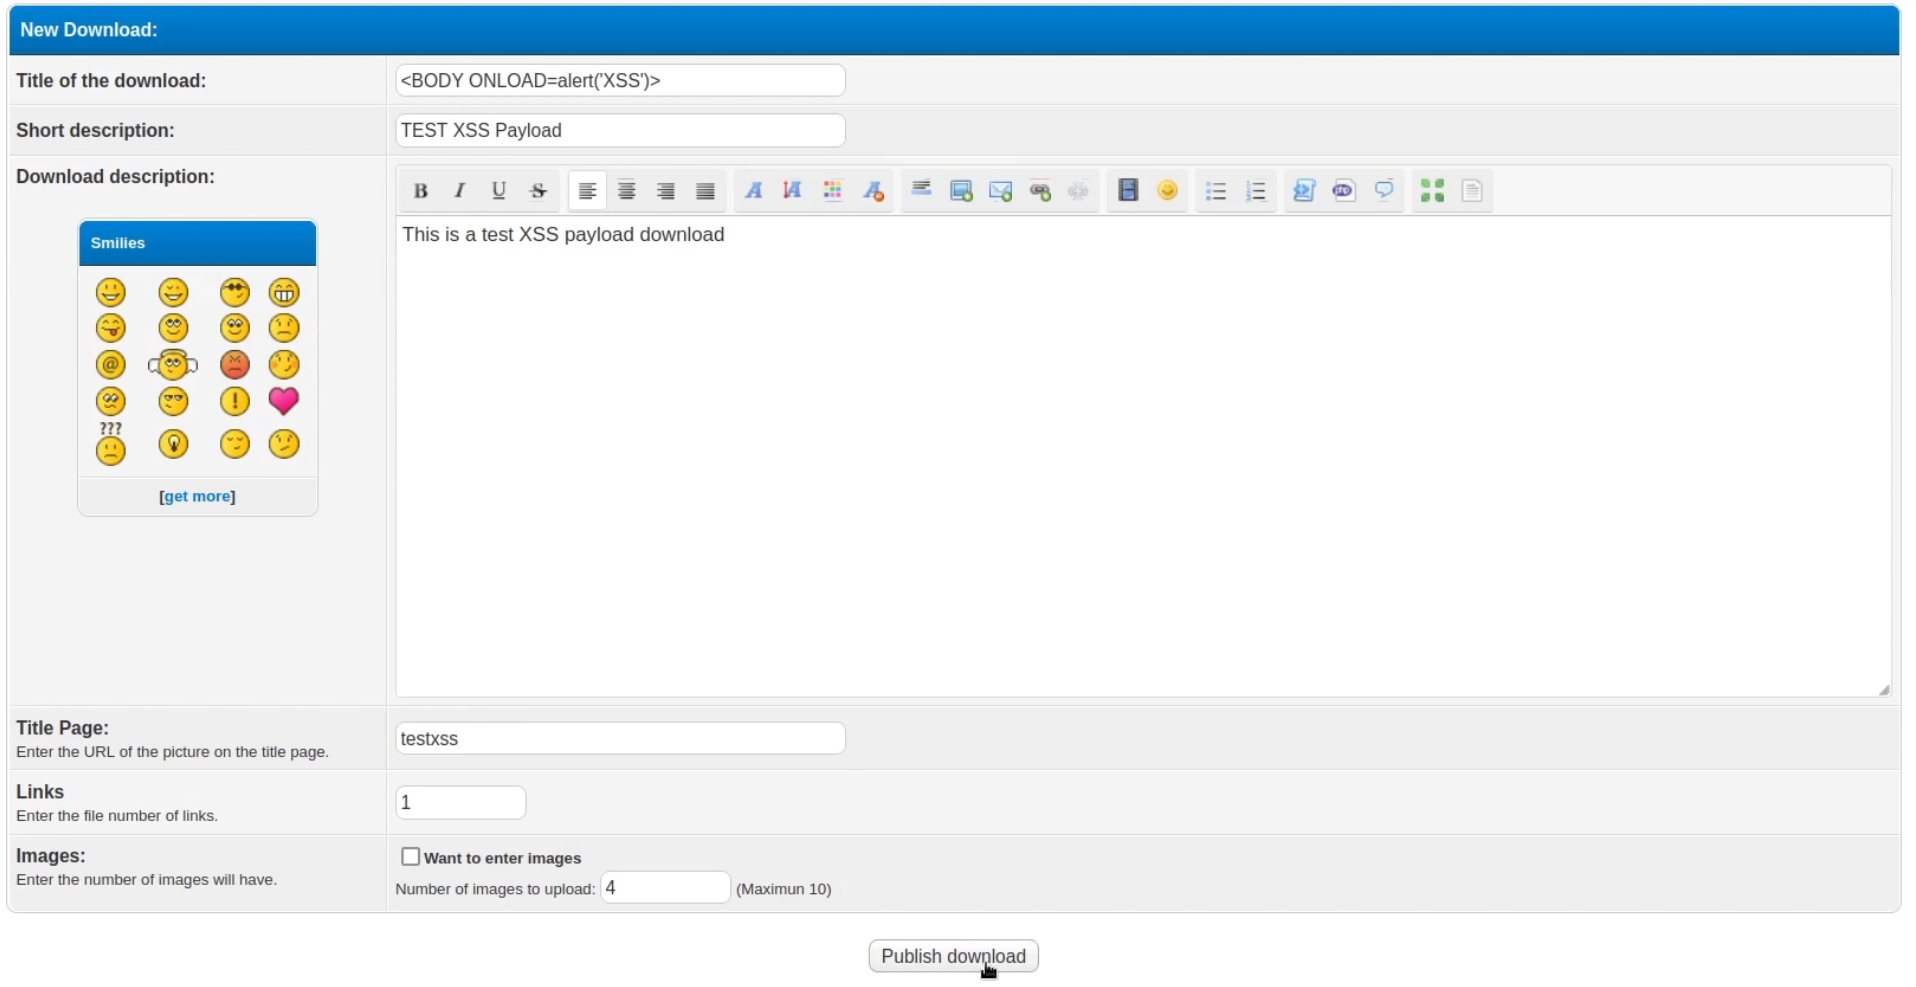 New Download:
Title of the download:
<BODY ONLOAD=alert('XSS')>
Short description:
TEST XSS Payload
Download description:
B I U S
This is a test XSS payload download
Smilies
@
!
???
[get more]
Title Page:
Enter the URL of the picture on the title page.
testxss
Links
Enter the file number of links.
1
Images:
Enter the number of images will have.
Want to enter images
Number of images to upload: 4 (Maximun 10)
Publish download